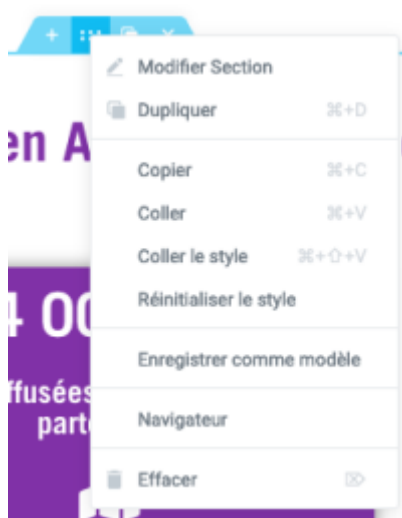 en A
Modifier Section
Dupliquer ⌘+D
Copier ⌘+C
Coller ⌘+V
Coller le style ⌘+⇧+V
Réinitialiser le style
4 00
Enregistrer comme modèle
ffusées
Navigateur
part
Effacer